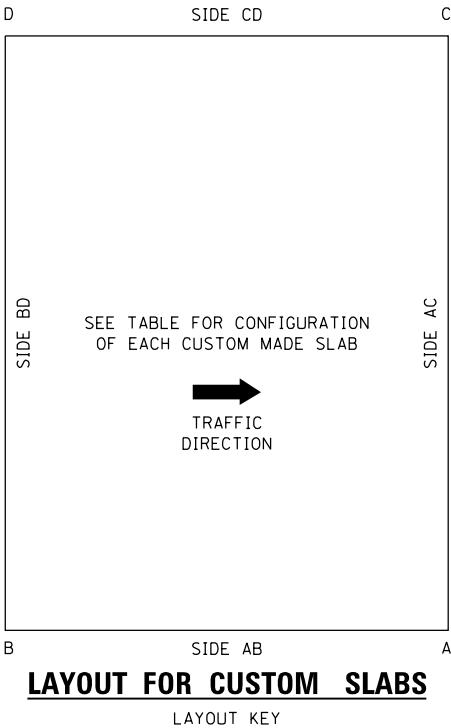 D SIDE CD C
SIDE BD
SEE TABLE FOR CONFIGURATION
OF EACH CUSTOM MADE SLAB
SIDE AC
TRAFFIC
DIRECTION
B SIDE AB A
LAYOUT FOR CUSTOM SLABS
LAYOUT KEY